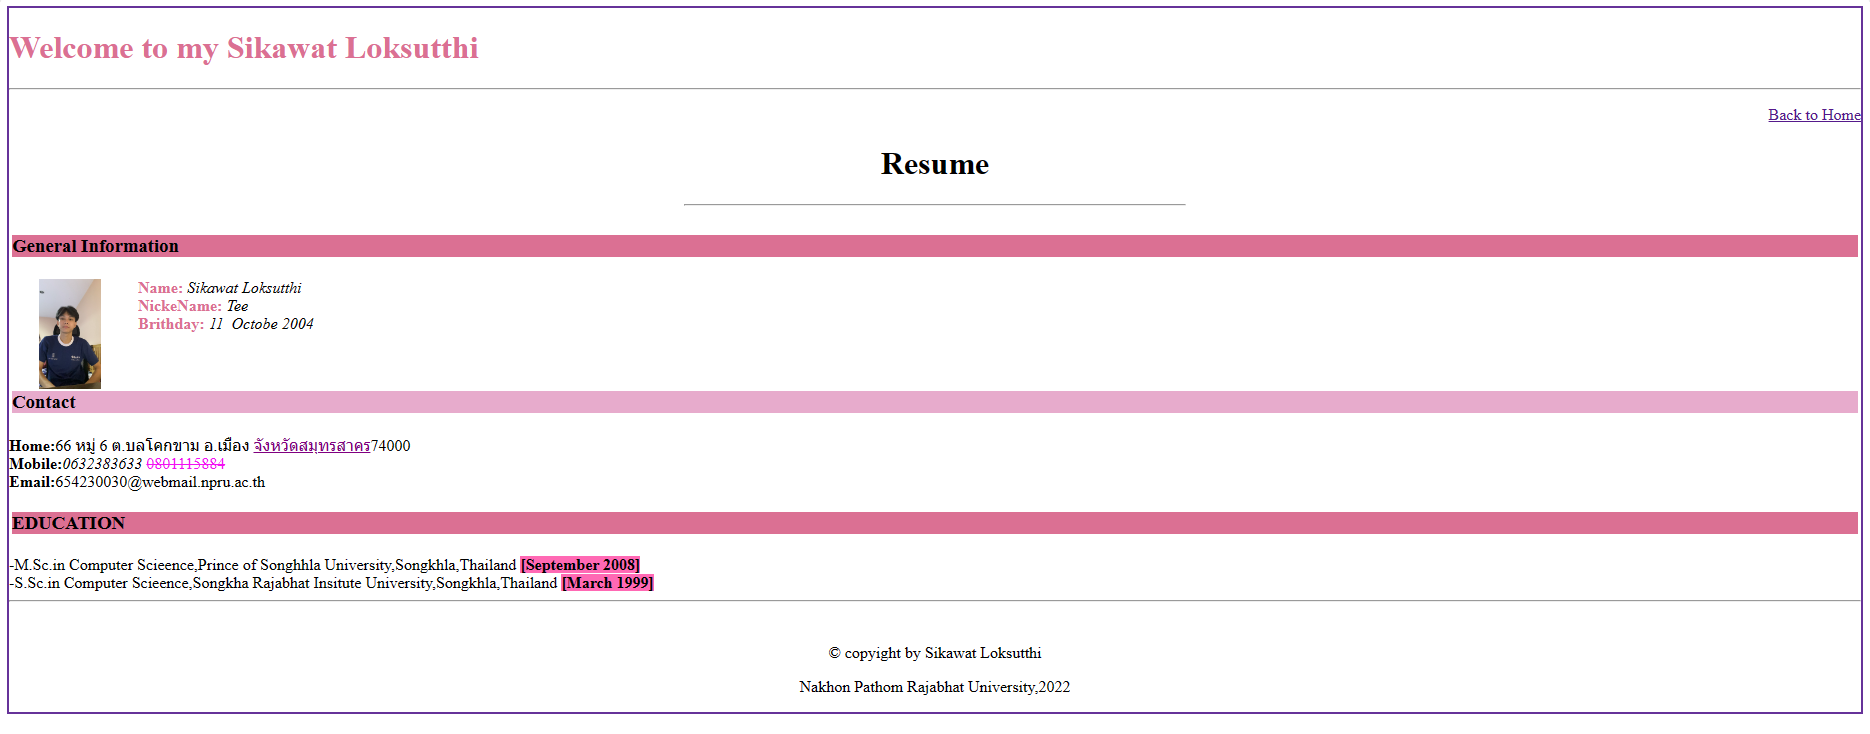 Welcome to my Sikawat Loksutthi
Back to Home
Resume
General Information
Name: Sikawat Loksutthi
NickeName: Tee
Brithday: 11 Octobe 2004
Contact
Home:66 หมู่ 6 ต.บลโคกขาม อ.เมือง จังหวัดสมุทรสาคร74000
Mobile:0632383633 0801115884
Email:654230030@webmail.npru.ac.th
EDUCATION
-M.Sc.in Computer Scieence,Prince of Songhhla University,Songkhla,Thailand [September 2008]
-S.Sc.in Computer Scieence,Songkha Rajabhat Insitute University,Songkhla,Thailand [March 1999]
© copyight by Sikawat Loksutthi
Nakhon Pathom Rajabhat University,2022